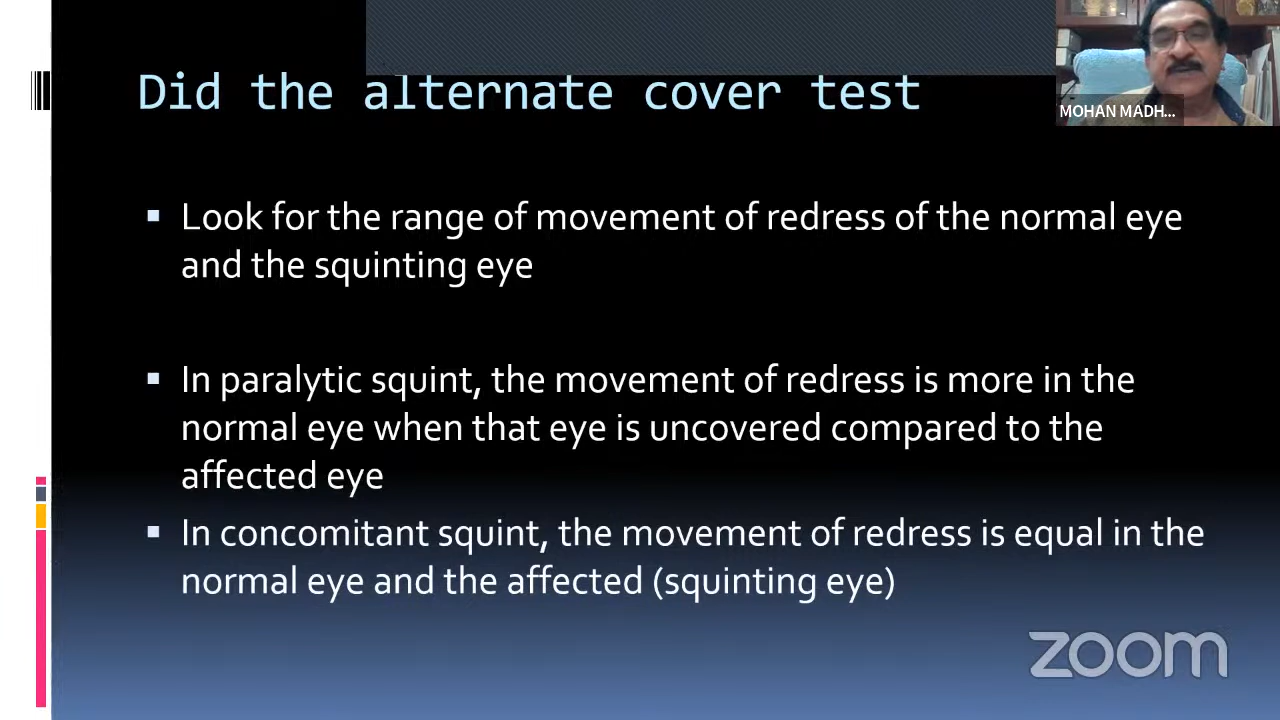 Did the alternate cover test
MOHAN MADH...
▪ Look for the range of movement of redress of the normal eye
and the squinting eye
▪ In paralytic squint, the movement of redress is more in the
normal eye when that eye is uncovered compared to the
affected eye
▪ In concomitant squint, the movement of redress is equal in the
normal eye and the affected (squinting eye)
zoom